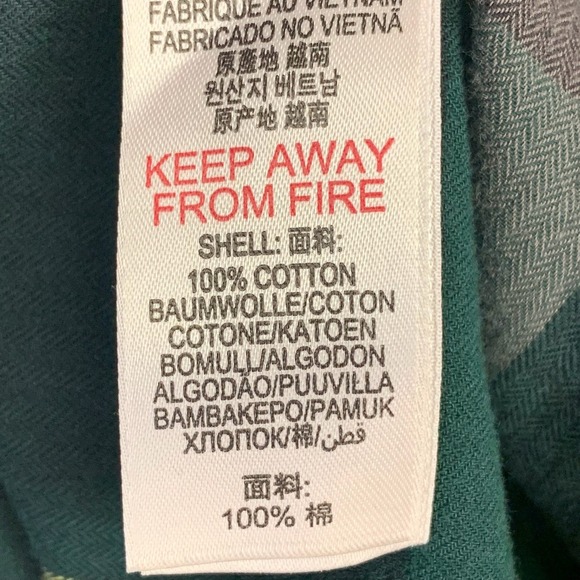 FABRIQUÉ AU VIETNAM
FABRICADO NO VIETNÃ
原產地 越南
원산지 베트남
原产地 越南
KEEP AWAY
FROM FIRE
SHELL: 面料:
100% COTTON
BAUMWOLLE/COTON
COTONE/KATOEN
BOMULL/ALGODON
ALGODÃO/PUUVILLA
BAMBAKEPO/PAMUK
ХЛОПОК/棉/قطن
面料:
100% 棉